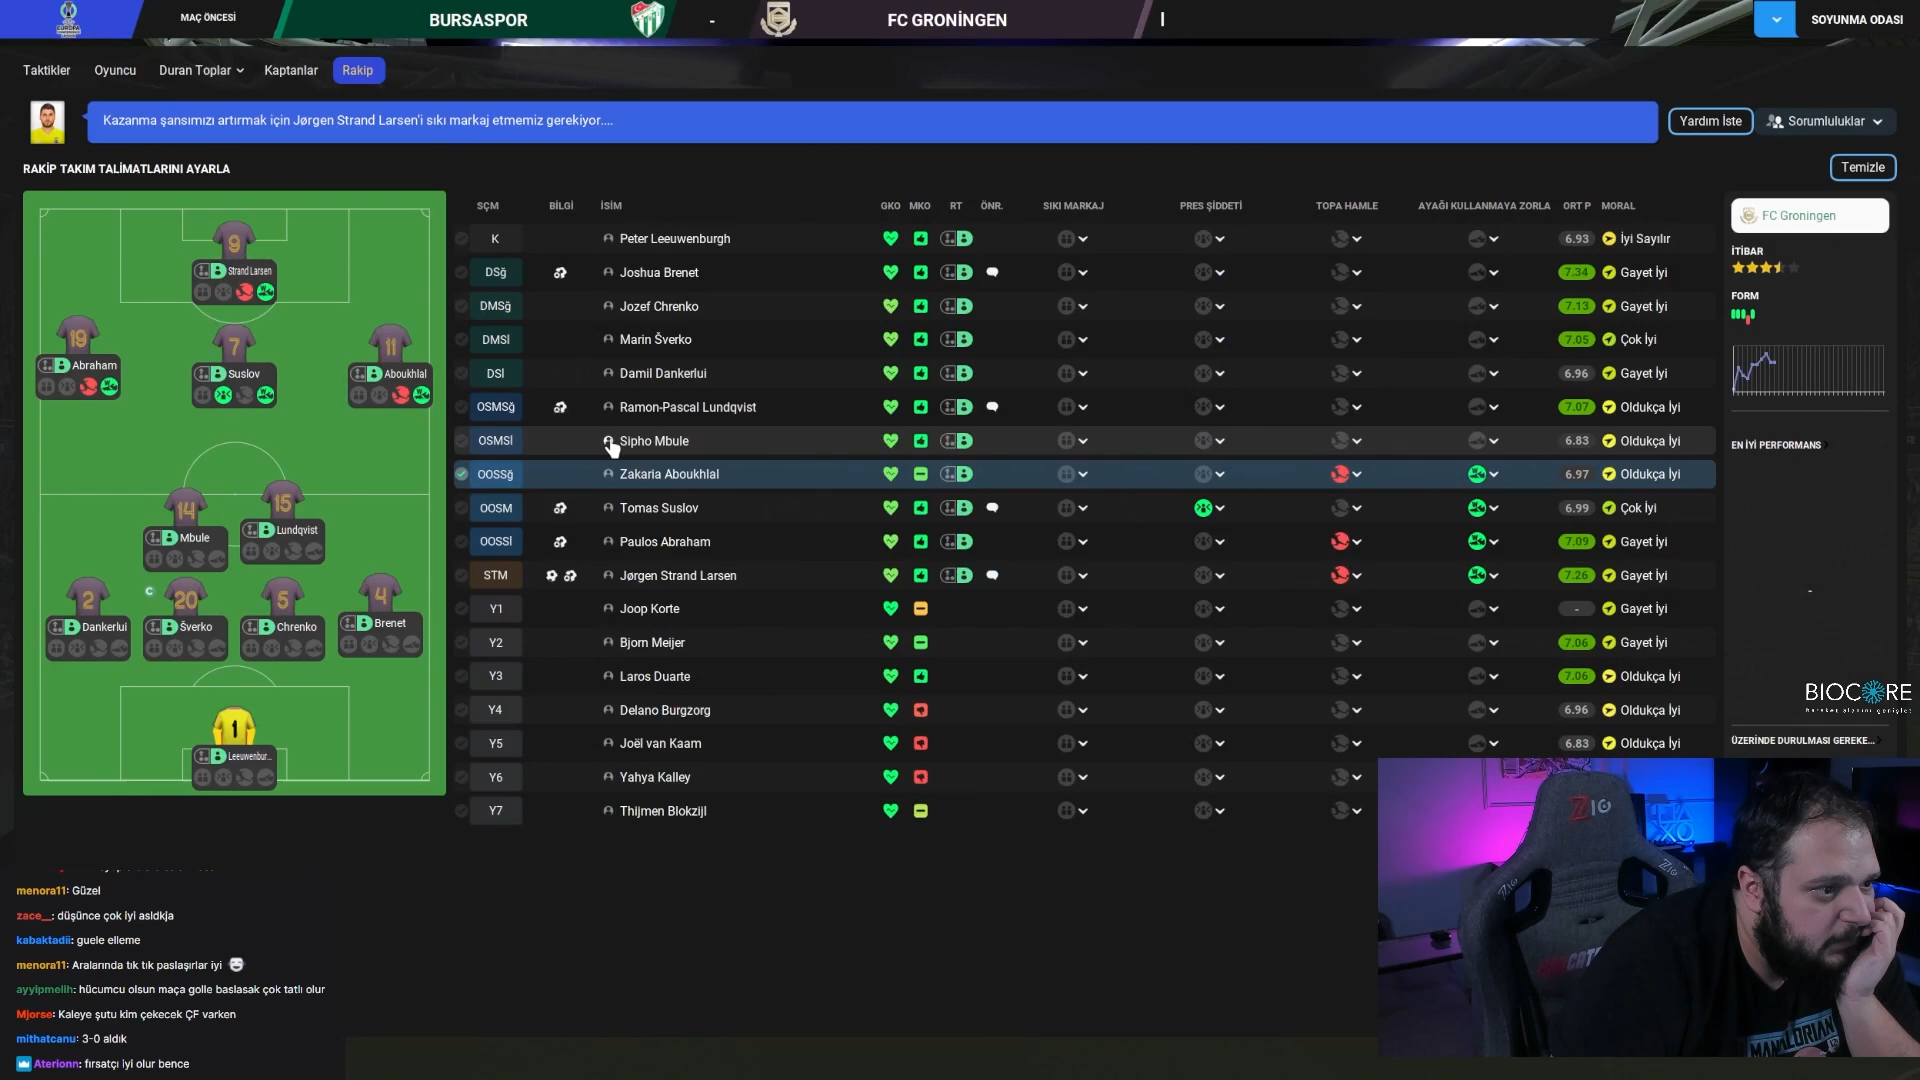 MAÇ ÖNCESİ
BURSASPOR
-
FC GRONİNGEN
SOYUNMA ODASI
Taktikler
Oyuncu
Duran Toplar
Kaptanlar
Rakip
Kazanma şansımızı artırmak için Jørgen Strand Larsen'i sıkı markaj etmemiz gerekiyor....
Yardım İste
Sorumluluklar
RAKİP TAKIM TALİMATLARINI AYARLA
Temizle
9
Strand Larsen
19
Abraham
7
Suslov
11
Aboukhlal
14
Mbule
15
Lundqvist
2
Dankerlui
C
20
Šverko
5
Chrenko
4
Brenet
1
Leeuwenbur...
SÇM BİLGİ İSİM GKO MKO RT ÖNR. SIKI MARKAJ PRES ŞİDDETİ TOPA HAMLE AYAĞI KULLANMAYA ZORLA ORT P MORAL
K Peter Leeuwenburgh 6.93 İyi Sayılır
DSğ Joshua Brenet 7.34 Gayet İyi
DMSğ Jozef Chrenko 7.13 Gayet İyi
DMSl Marin Šverko 7.05 Çok İyi
DSl Damil Dankerlui 6.96 Gayet İyi
OSMSğ Ramon-Pascal Lundqvist 7.07 Oldukça İyi
OSMSl Sipho Mbule 6.83 Oldukça İyi
OOSSğ Zakaria Aboukhlal 6.97 Oldukça İyi
OOSM Tomas Suslov 6.99 Çok İyi
OOSSl Paulos Abraham 7.09 Gayet İyi
STM Jørgen Strand Larsen 7.26 Gayet İyi
Y1 Joop Korte - Gayet İyi
Y2 Bjorn Meijer 7.06 Gayet İyi
Y3 Laros Duarte 7.06 Oldukça İyi
Y4 Delano Burgzorg 6.96 Oldukça İyi
Y5 Joël van Kaam 6.83 Oldukça İyi
Y6 Yahya Kalley
Y7 Thijmen Blokzijl
FC Groningen
İTİBAR
FORM
EN İYİ PERFORMANS
-
BIOCORE
hareket alanını genişlet
ÜZERİNDE DURULMASI GEREKE...
menora11: Güzel
zace__: düşünce çok iyi asldkja
kabaktadii: guele elleme
menora11: Aralarında tık tık paslaşırlar iyi
ayyipmelih: hücumcu olsun maça golle baslasak çok tatlı olur
Mjorse: Kaleye şutu kim çekecek ÇF varken
mithatcanu: 3-0 aldık
Aterionn: fırsatçı iyi olur bence
ZIO
MANDALORIAN